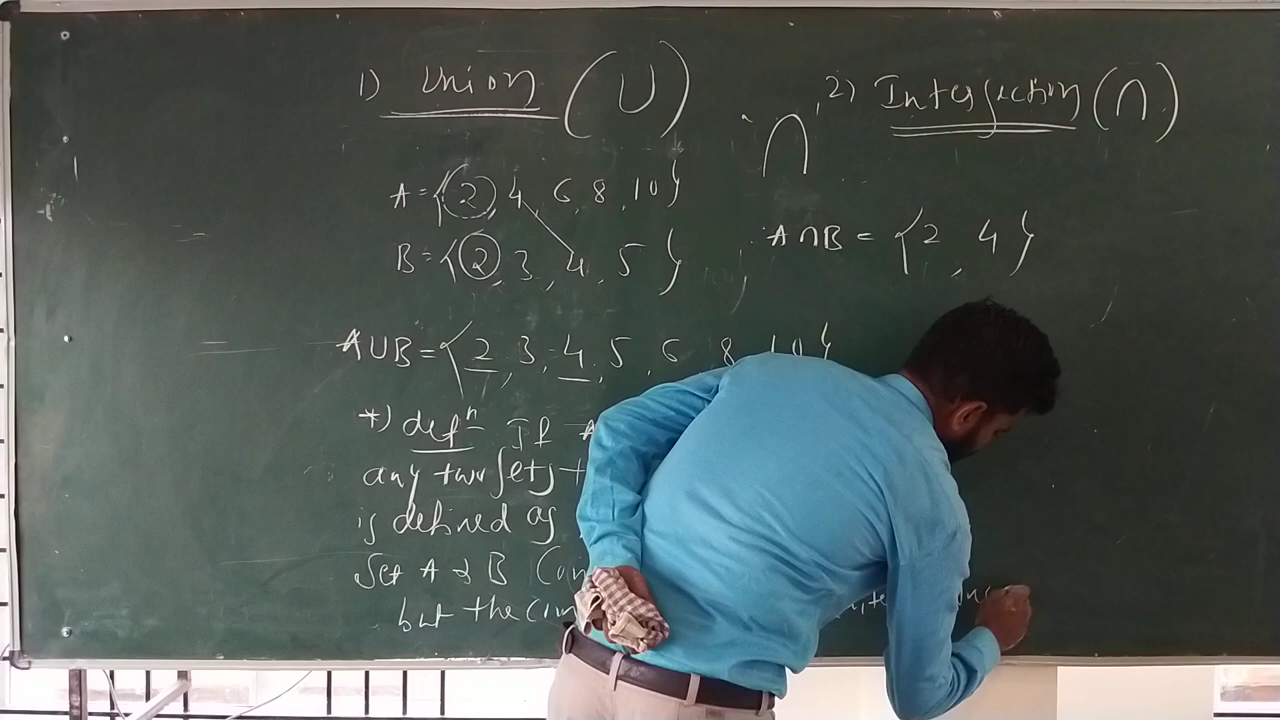 1) Union (∪)
2) Intersection (∩)
∩
A = {2, 4, 6, 8, 10}
B = {2, 3, 4, 5}
A∩B = {2, 4}
A∪B = {2, 3, 4, 5, 6, 8, 10}
*) defⁿ If A
any two sets
is defined as
Set A & B
but the